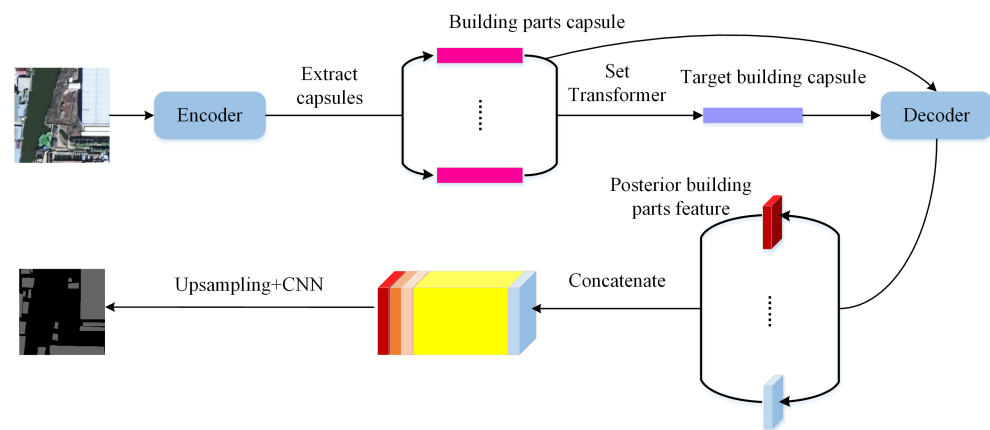 Building parts capsule
Extract
capsules
Set
Transformer
Target building capsule
Encoder
Decoder
Posterior building
parts feature
Upsampling+CNN
Concatenate